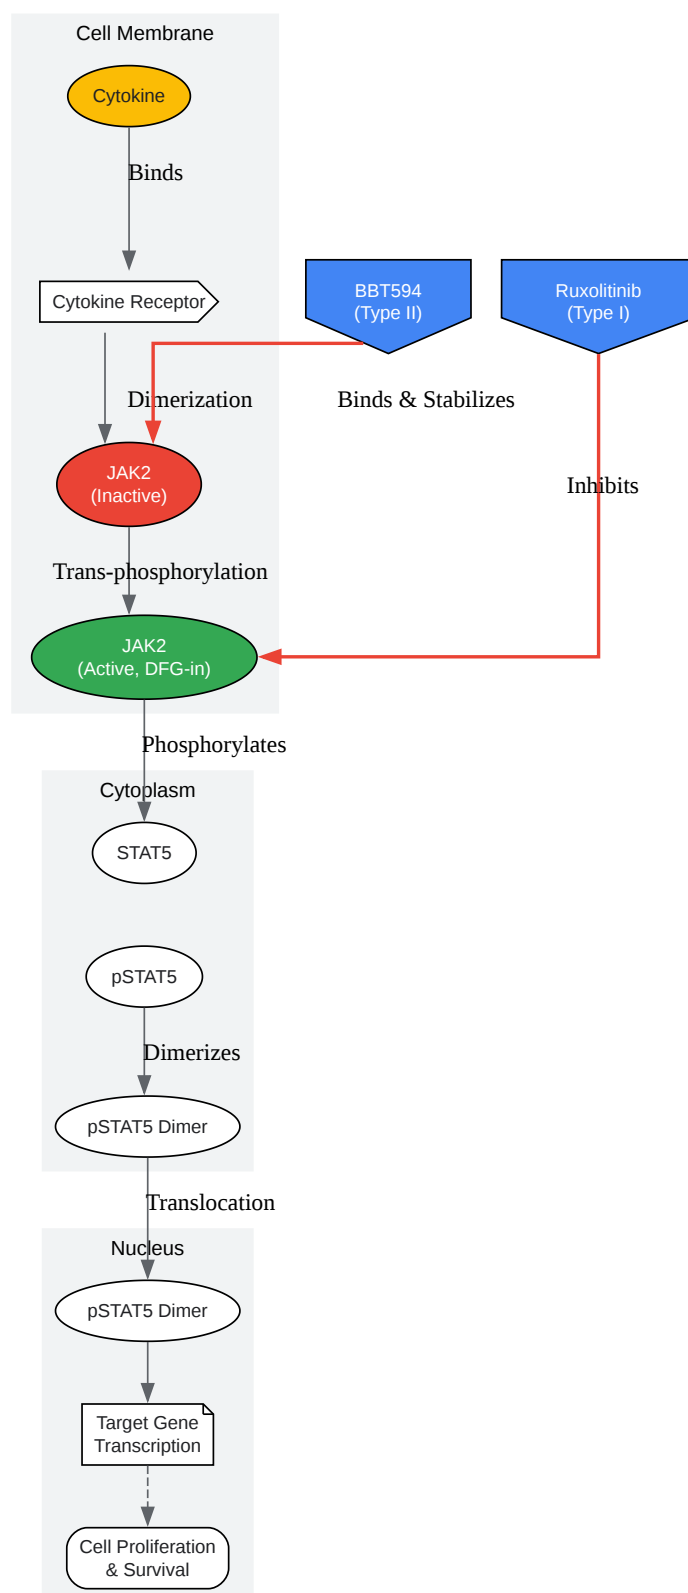 Cell Membrane
Cytokine
Binds
Cytokine Receptor
BBT594
(Type II)
Ruxolitinib
(Type I)
Dimerization
Binds & Stabilizes
JAK2
(Inactive)
Inhibits
Trans-phosphorylation
JAK2
(Active, DFG-in)
Phosphorylates
Cytoplasm
STAT5
pSTAT5
Dimerizes
pSTAT5 Dimer
Translocation
Nucleus
pSTAT5 Dimer
Target Gene
Transcription
Cell Proliferation
& Survival